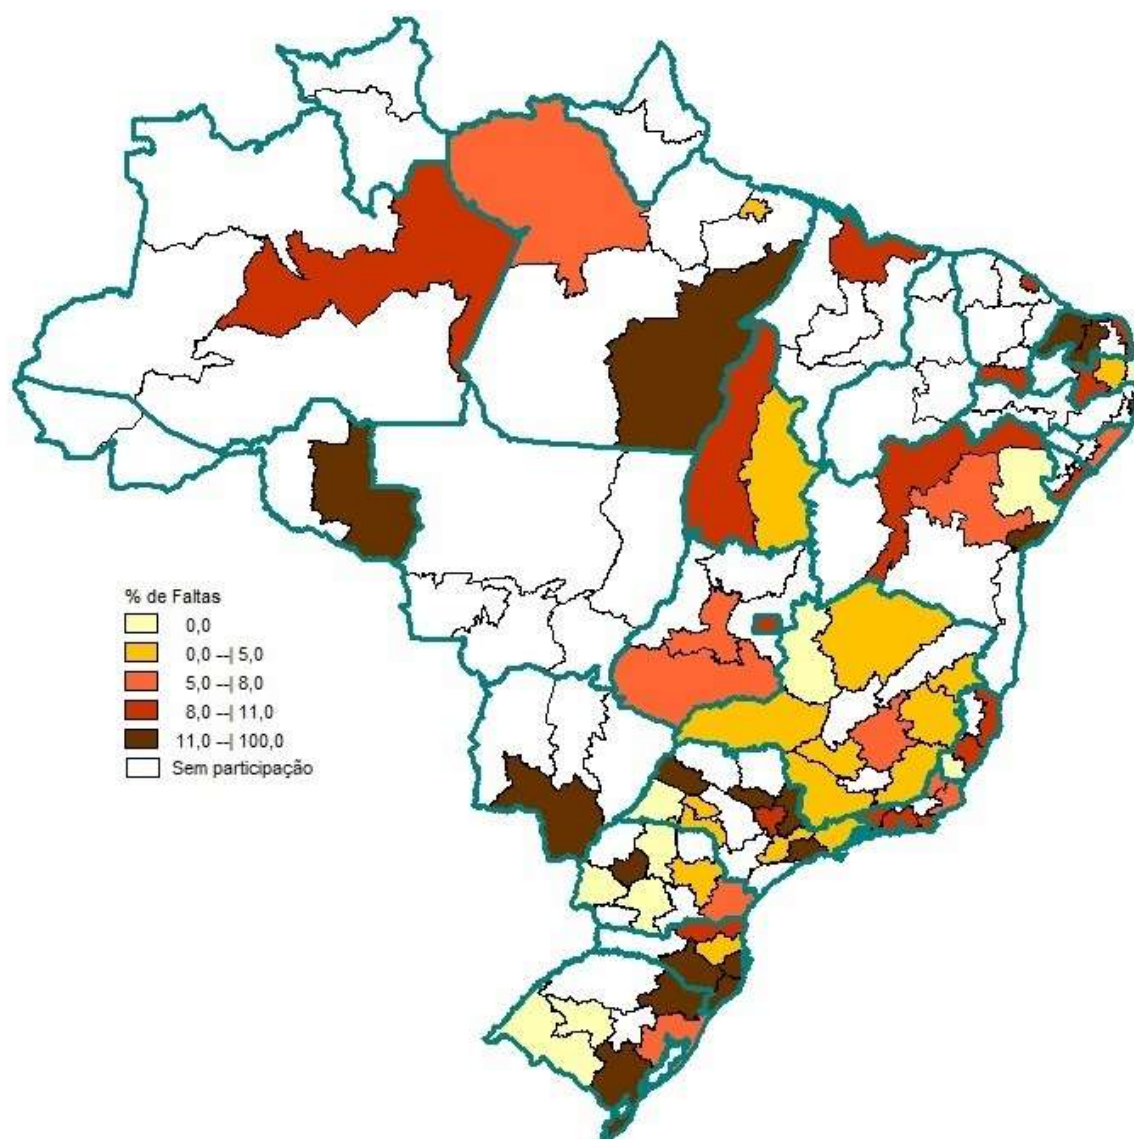 % de Faltas
0,0
0,0 --| 5,0
5,0 --| 8,0
8,0 --| 11,0
11,0 --| 100,0
Sem participação